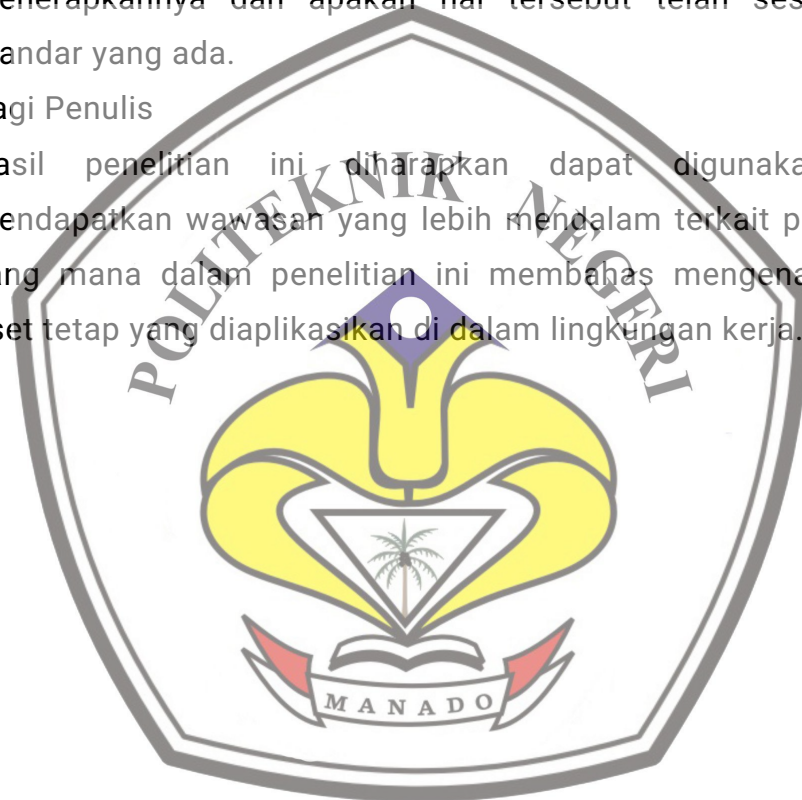 enerapkannya dan apakah hal tersebut telah ses
andar yang ada.
agi Penulis
asil penelitian ini diharapkan dapat digunaka
endapatkan wawasan yang lebih mendalam terkait p
ang mana dalam penelitian ini membahas mengena
set tetap yang diaplikasikan di dalam lingkungan kerja.
POLITEKNIK NEGERI
MANADO